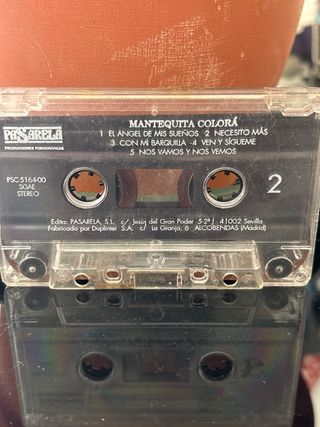 MANTEQUITA COLORÁ
PASARELA
PRODUCCIONES FONOGRÁFICAS
1 EL ÁNGEL DE MIS SUEÑOS 2 NECESITO MÁS
3 CON MI BARQUILLA 4 VEN Y SÍGUEME
5 NOS VAMOS Y NOS VEMOS
PSC 5164-00
SGAE
STEREO
2
Edita: PASARELA, S.L. c/ Jesús del Gran Poder 5-2º J 41002 Sevilla
Fabricado por Duplinter S.A. c/ La Granja, 6 ALCOBENDAS (Madrid)